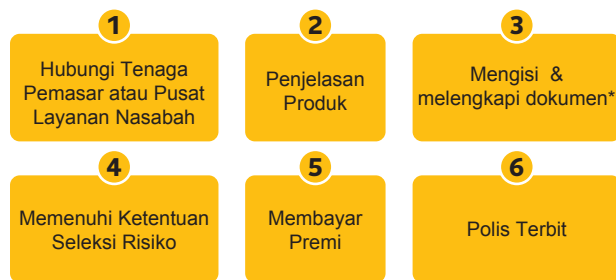 1
Hubungi Tenaga
Pemasar atau Pusat
Layanan Nasabah
2
Penjelasan
Produk
3
Mengisi & 
melengkapi dokumen*
4
Memenuhi Ketentuan
Seleksi Risiko
5
Membayar
Premi
6
Polis Terbit